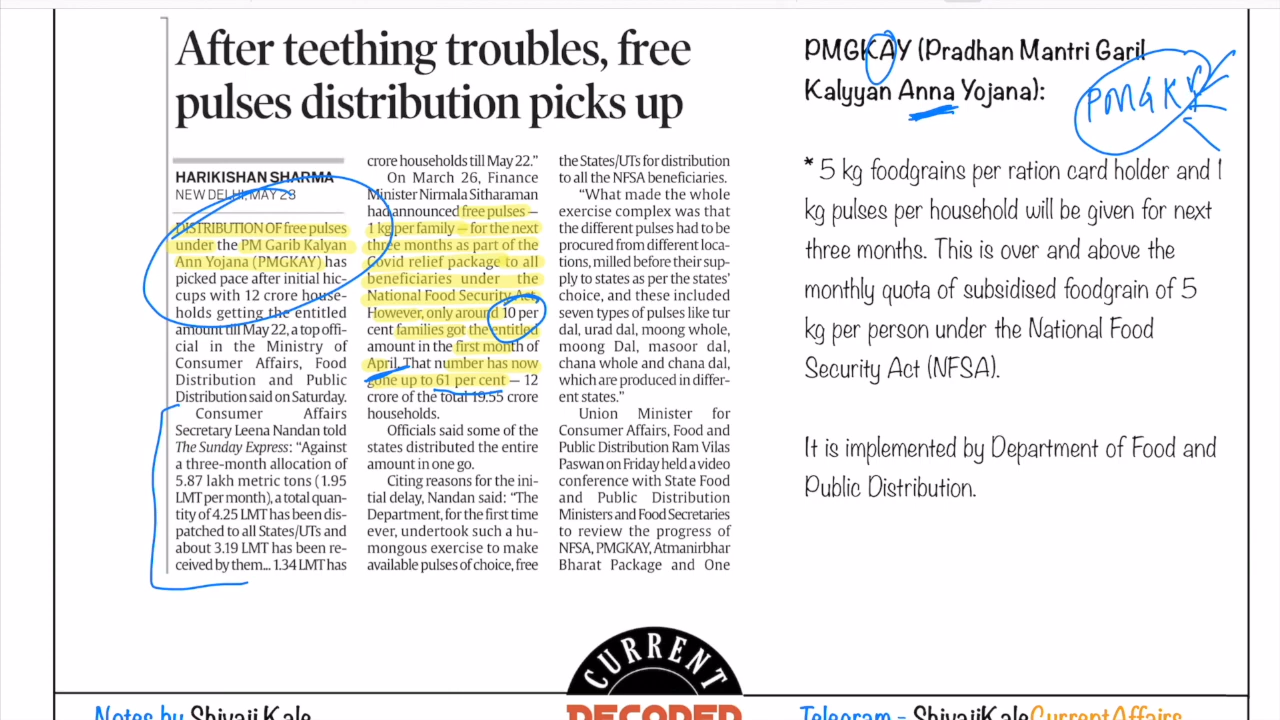 After teething troubles, free
pulses distribution picks up
HARIKISHAN SHARMA
NEW DELHI, MAY 23
DISTRIBUTION OF free pulses
under the PM Garib Kalyan
Ann Yojana (PMGKAY) has
picked pace after initial hic-
cups with 12 crore house-
holds getting the entitled
amount till May 22, a top offi-
cial in the Ministry of
Consumer Affairs, Food
Distribution and Public
Distribution said on Saturday.
Consumer Affairs
Secretary Leena Nandan told
The Sunday Express: “Against
a three-month allocation of
5.87 lakh metric tons (1.95
LMT per month), a total quan-
tity of 4.25 LMT has been dis-
patched to all States/UTs and
about 3.19 LMT has been re-
ceived by them... 1.34 LMT has
crore households till May 22.”
On March 26, Finance
Minister Nirmala Sitharaman
had announced free pulses —
1 kg per family — for the next
three months as part of the
Covid relief package to all
beneficiaries under the
National Food Security Act.
However, only around 10 per
cent families got the entitled
amount in the first month of
April. That number has now
gone up to 61 per cent — 12
crore of the total 19.55 crore
households.
Officials said some of the
states distributed the entire
amount in one go.
Citing reasons for the ini-
tial delay, Nandan said: “The
Department, for the first time
ever, undertook such a hu-
mongous exercise to make
available pulses of choice, free
the States/UTs for distribution
to all the NFSA beneficiaries.
“What made the whole
exercise complex was that
the different pulses had to be
procured from different loca-
tions, milled before their sup-
ply to states as per the states’
choice, and these included
seven types of pulses like tur
dal, urad dal, moong whole,
moong Dal, masoor dal,
chana whole and chana dal,
which are produced in differ-
ent states.”
Union Minister for
Consumer Affairs, Food and
Public Distribution Ram Vilas
Paswan on Friday held a video
conference with State Food
and Public Distribution
Ministers and Food Secretaries
to review the progress of
NFSA, PMGKAY, Atmanirbhar
Bharat Package and One
PMGKAY (Pradhan Mantri Garib
Kalyyan Anna Yojana):
PMGKY
* 5 kg foodgrains per ration card holder and 1
kg pulses per household will be given for next
three months. This is over and above the
monthly quota of subsidised foodgrain of 5
kg per person under the National Food
Security Act (NFSA).
It is implemented by Department of Food and
Public Distribution.
CURRENT
DECODED
Notes by Shivaji Kale
Telegram - ShivajiKaleCurrentAffairs